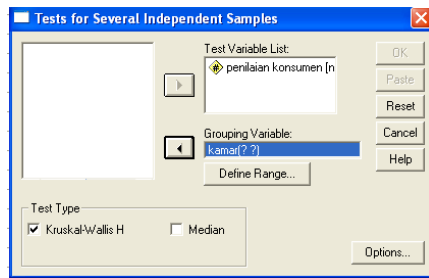 Tests for Several Independent Samples
Test Variable List:
penilaian konsumen [n
Grouping Variable:
kamar(? ?)
Define Range...
OK
Paste
Reset
Cancel
Help
Test Type
Kruskal-Wallis H
Median
Options...